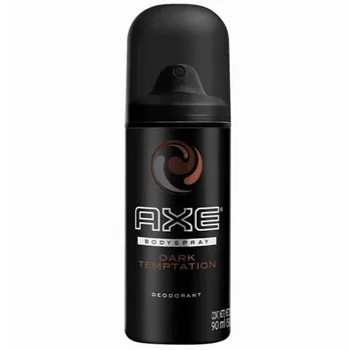 AXE®
BODYSPRAY
DARK
TEMPTATION
DEODORANT
90 ml